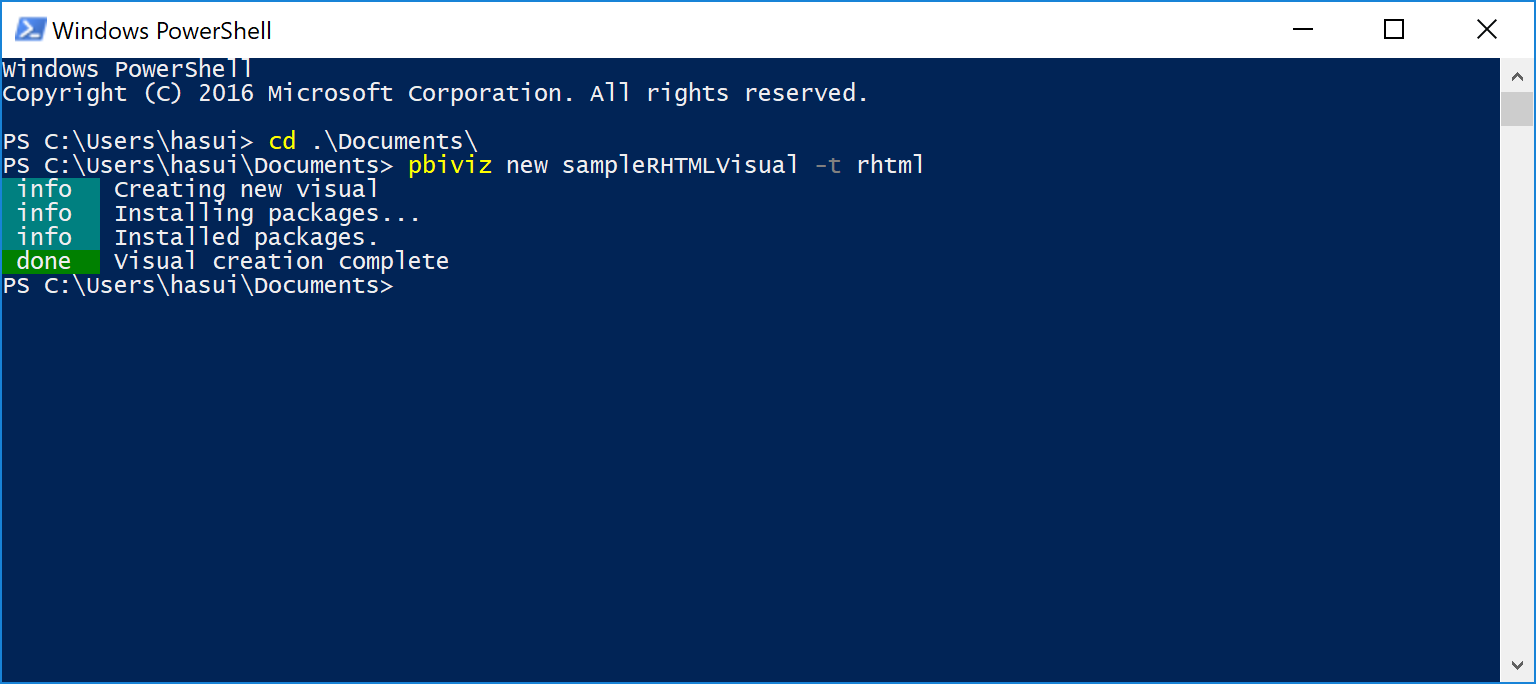 Windows PowerShell
Windows PowerShell
Copyright (C) 2016 Microsoft Corporation. All rights reserved.
PS C:\Users\hasui> cd .\Documents\
PS C:\Users\hasui\Documents> pbiviz new sampleRHTMLVisual -t rhtml
info Creating new visual
info Installing packages...
info Installed packages.
done Visual creation complete
PS C:\Users\hasui\Documents>